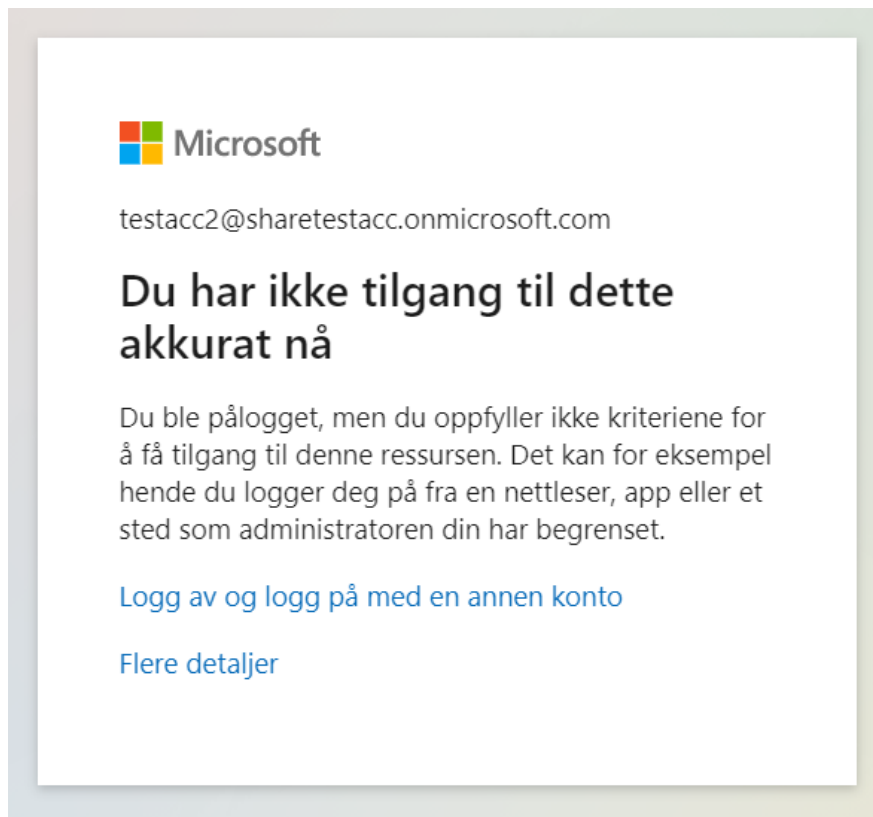 Microsoft
testacc2@sharetestacc.onmicrosoft.com
Du har ikke tilgang til dette
akkurat nå
Du ble pålogget, men du oppfyller ikke kriteriene for
å få tilgang til denne ressursen. Det kan for eksempel
hende du logger deg på fra en nettleser, app eller et
sted som administratoren din har begrenset.
Logg av og logg på med en annen konto
Flere detaljer